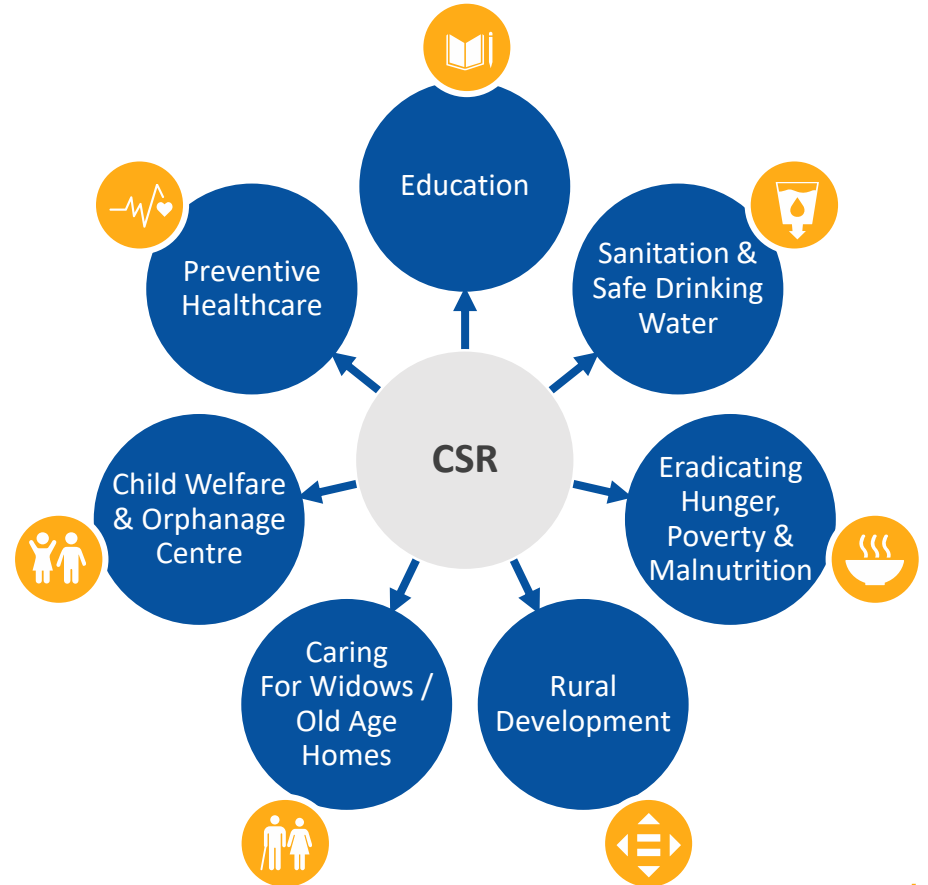 Education
Sanitation &
Safe Drinking
Water
Eradicating
Hunger,
Poverty &
Malnutrition
Rural
Development
Caring
For Widows /
Old Age
Homes
Child Welfare
& Orphanage
Centre
Preventive
Healthcare
CSR